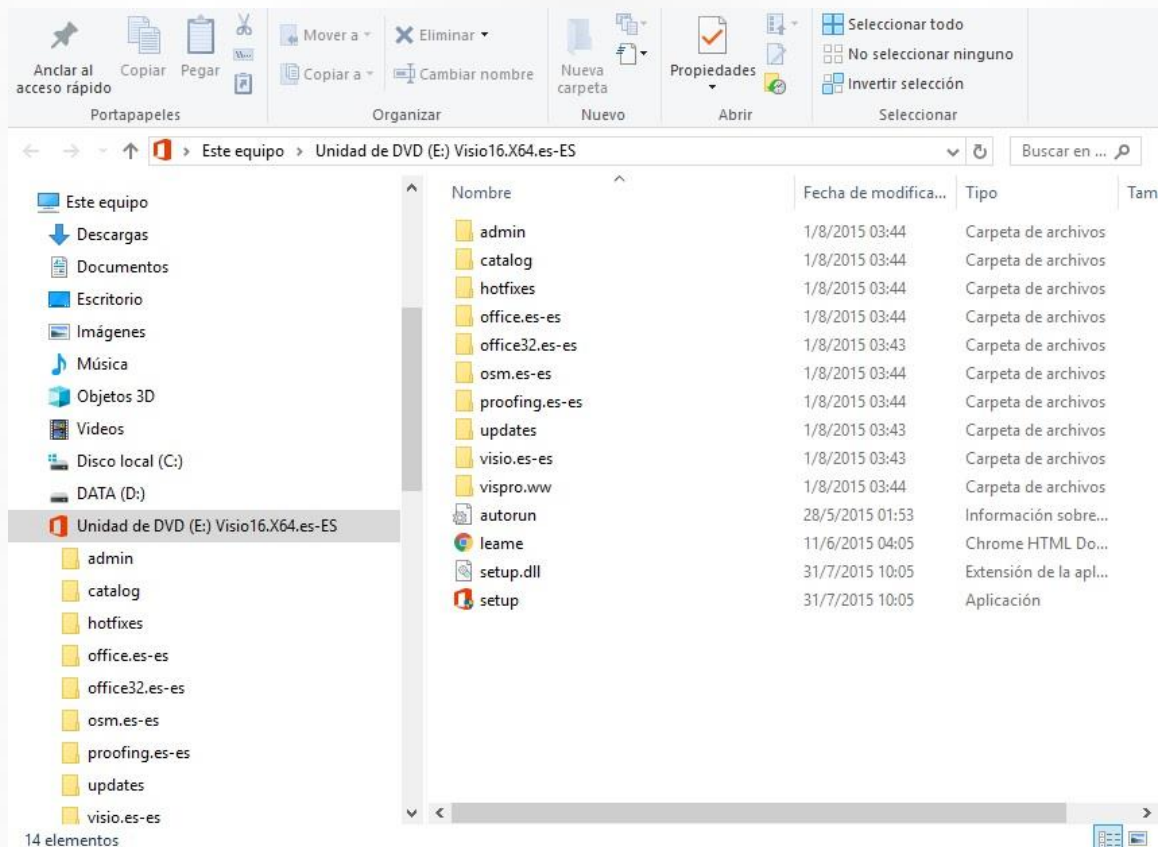 Anclar al acceso rápido
Copiar
Pegar
Mover a
Copiar a
Eliminar
Cambiar nombre
Nueva carpeta
Propiedades
Seleccionar todo
No seleccionar ninguno
Invertir selección
Portapapeles
Organizar
Nuevo
Abrir
Seleccionar
Este equipo > Unidad de DVD (E:) Visio16.X64.es-ES
Buscar en ...
Este equipo
Descargas
Documentos
Escritorio
Imágenes
Música
Objetos 3D
Videos
Disco local (C:)
DATA (D:)
Unidad de DVD (E:) Visio16.X64.es-ES
admin
catalog
hotfixes
office.es-es
office32.es-es
osm.es-es
proofing.es-es
updates
visio.es-es
Nombre Fecha de modifica... Tipo Tam
admin 1/8/2015 03:44 Carpeta de archivos
catalog 1/8/2015 03:44 Carpeta de archivos
hotfixes 1/8/2015 03:44 Carpeta de archivos
office.es-es 1/8/2015 03:44 Carpeta de archivos
office32.es-es 1/8/2015 03:43 Carpeta de archivos
osm.es-es 1/8/2015 03:44 Carpeta de archivos
proofing.es-es 1/8/2015 03:44 Carpeta de archivos
updates 1/8/2015 03:43 Carpeta de archivos
visio.es-es 1/8/2015 03:43 Carpeta de archivos
vispro.ww 1/8/2015 03:44 Carpeta de archivos
autorun 28/5/2015 01:53 Información sobre...
leame 11/6/2015 04:05 Chrome HTML Do...
setup.dll 31/7/2015 10:05 Extensión de la apl...
setup 31/7/2015 10:05 Aplicación
14 elementos